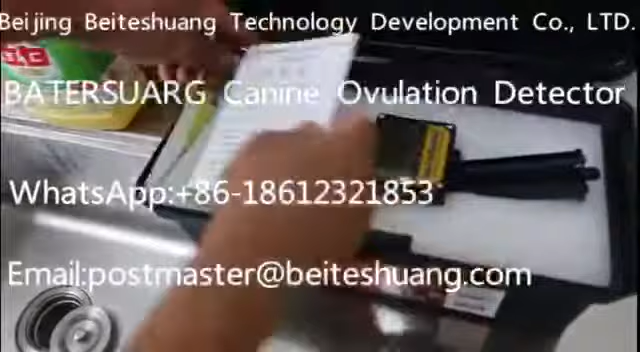 Beijing Beiteshuang Technology Development Co., LTD.
BATERSUARG Canine Ovulation Detector
WhatsApp:+86-18612321853
Email:postmaster@beiteshuang.com